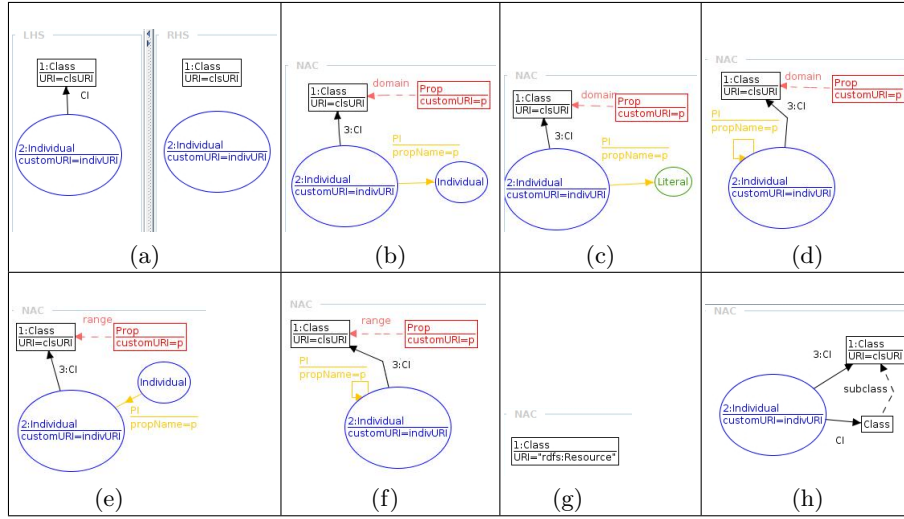 LHS
RHS
1:Class
URI=clsURI
CI
2:Individual
customURI=indivURI
1:Class
URI=clsURI
2:Individual
customURI=indivURI
(a)
NAC
1:Class
URI=clsURI
domain
Prop
customURI=p
3:CI
PI
propName=p
2:Individual
customURI=indivURI
Individual
(b)
NAC
1:Class
URI=clsURI
domain
Prop
customURI=p
3:CI
PI
propName=p
2:Individual
customURI=indivURI
Literal
(c)
NAC
1:Class
URI=clsURI
domain
Prop
customURI=p
3:CI
PI
propName=p
2:Individual
customURI=indivURI
(d)
NAC
1:Class
URI=clsURI
range
Prop
customURI=p
3:CI
Individual
2:Individual
customURI=indivURI
PI
propName=p
(e)
NAC
1:Class
URI=clsURI
range
Prop
customURI=p
3:CI
PI
propName=p
2:Individual
customURI=indivURI
(f)
NAC
1:Class
URI="rdfs:Resource"
(g)
NAC
1:Class
URI=clsURI
3:CI
subclass
2:Individual
customURI=indivURI
Class
CI
(h)